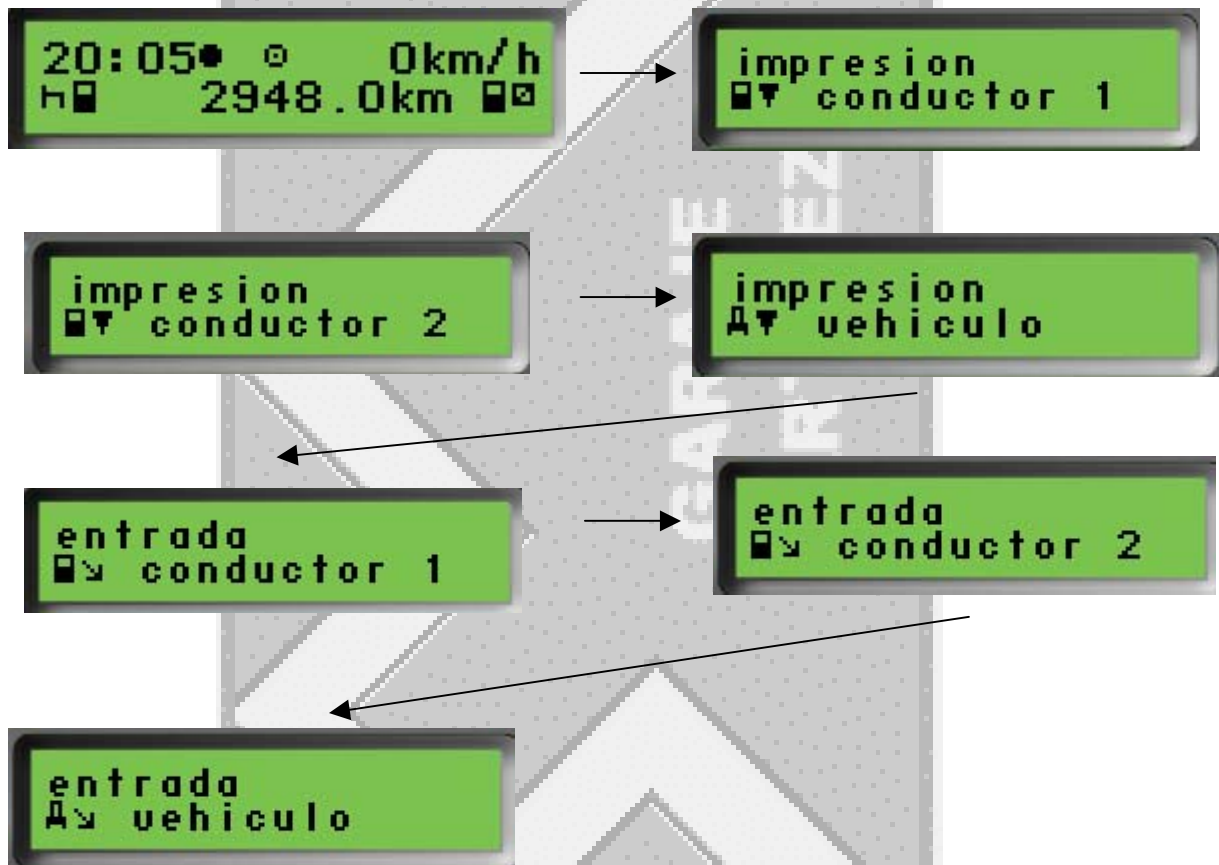 20:05 0km/h
2948.0km
impresion
conductor 1
impresion
conductor 2
impresion
vehiculo
entrada
conductor 1
entrada
conductor 2
entrada
vehiculo